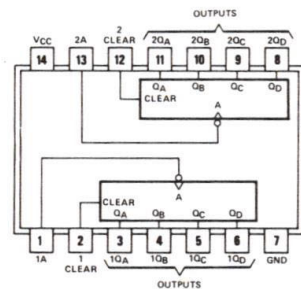 OUTPUTS
VCC 2A 2 CLEAR 2QA 2QB 2QC 2QD
14 13 12 11 10 9 8
QA QB QC QD
CLEAR A
A
CLEAR
QA QB QC QD
1 2 3 4 5 6 7
1A 1 CLEAR 1QA 1QB 1QC 1QD GND
OUTPUTS